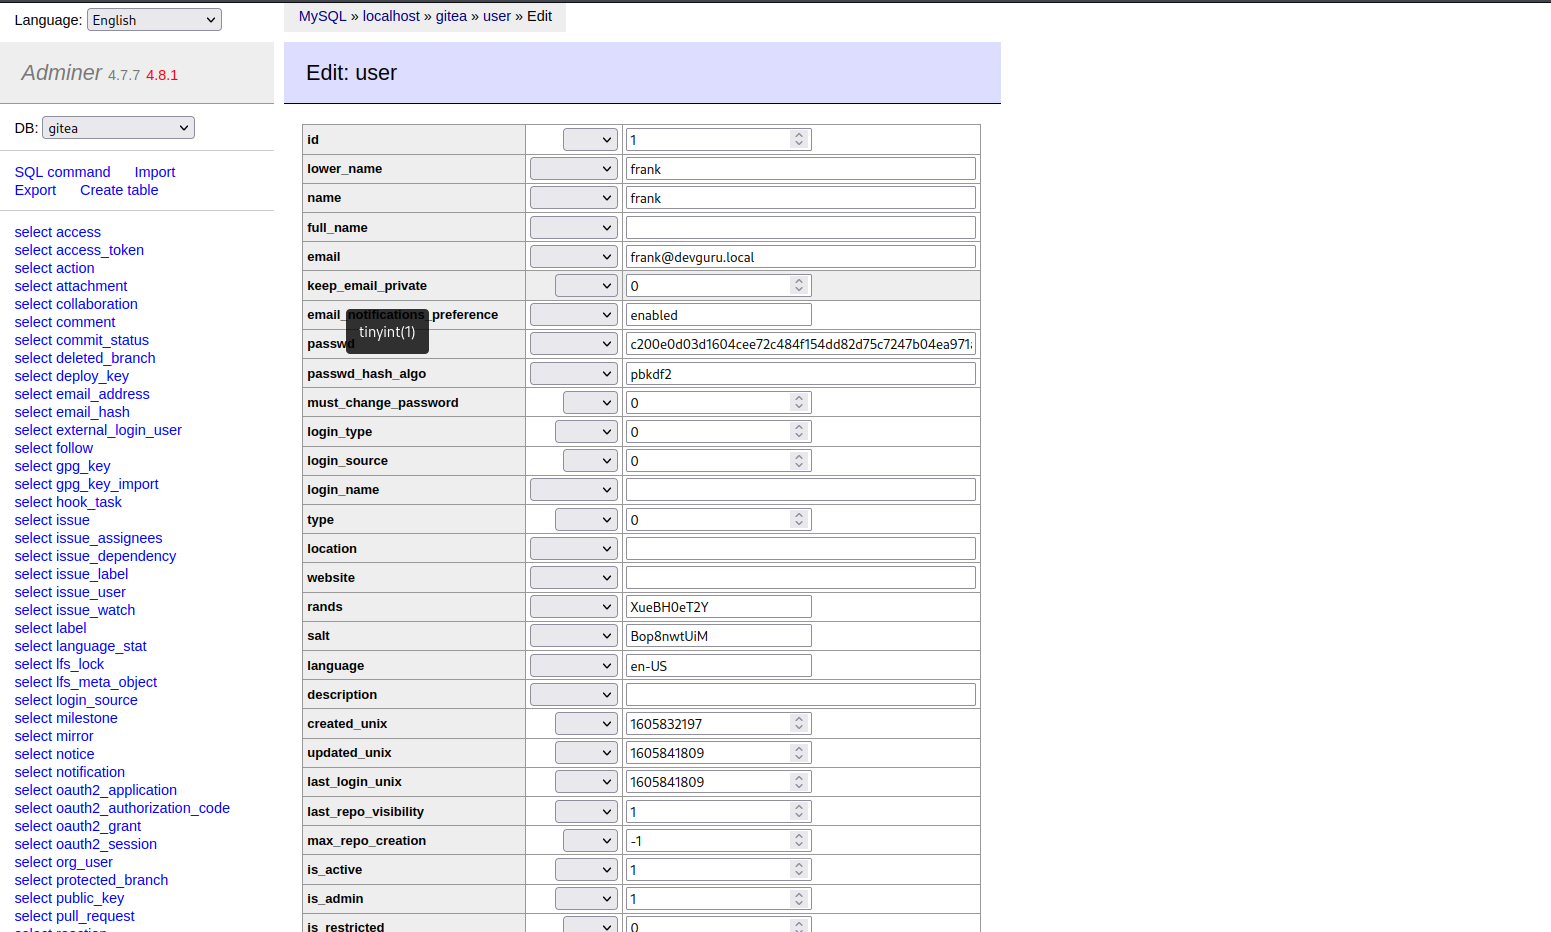 Language: English
MySQL » localhost » gitea » user » Edit
Adminer 4.7.7 4.8.1
Edit: user
DB: gitea
SQL command Import
Export Create table
select access
select access_token
select action
select attachment
select collaboration
select comment
select commit_status
select deleted_branch
select deploy_key
select email_address
select email_hash
select external_login_user
select follow
select gpg_key
select gpg_key_import
select hook_task
select issue
select issue_assignees
select issue_dependency
select issue_label
select issue_user
select issue_watch
select label
select language_stat
select lfs_lock
select lfs_meta_object
select login_source
select milestone
select mirror
select notice
select notification
select oauth2_application
select oauth2_authorization_code
select oauth2_grant
select oauth2_session
select org_user
select protected_branch
select public_key
select pull_request
id 1
lower_name frank
name frank
full_name
email frank@devguru.local
keep_email_private 0
email_notifications_preference enabled
tinyint(1)
passwd c200e0d03d1604cee72c484f154dd82d75c7247b04ea971
passwd_hash_algo pbkdf2
must_change_password 0
login_type 0
login_source 0
login_name
type 0
location
website
rands XueBH0eT2Y
salt Bop8nwtUiM
language en-US
description
created_unix 1605832197
updated_unix 1605841809
last_login_unix 1605841809
last_repo_visibility 1
max_repo_creation -1
is_active 1
is_admin 1
is_restricted 0